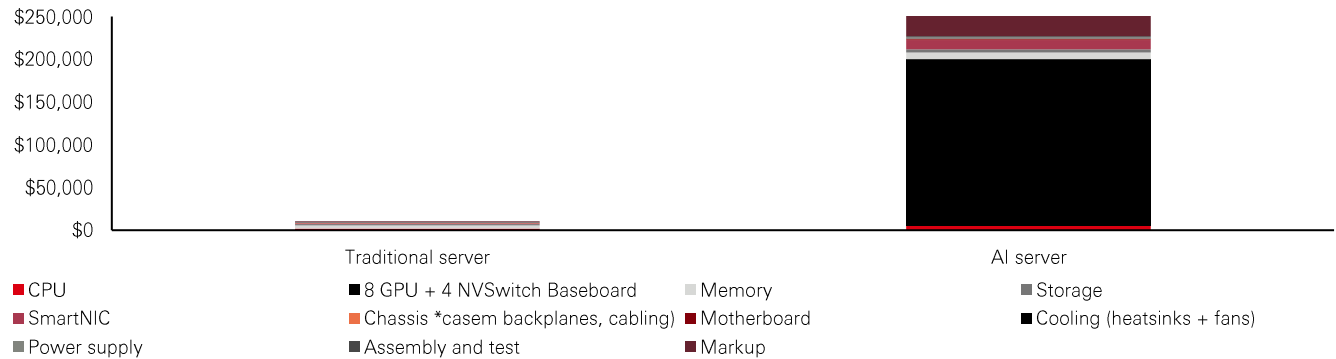 $250,000
$200,000
$150,000
$100,000
$50,000
$0
Traditional server AI server
CPU 8 GPU + 4 NVSwitch Baseboard Memory Storage
SmartNIC Chassis *casem backplanes, cabling) Motherboard Cooling (heatsinks + fans)
Power supply Assembly and test Markup